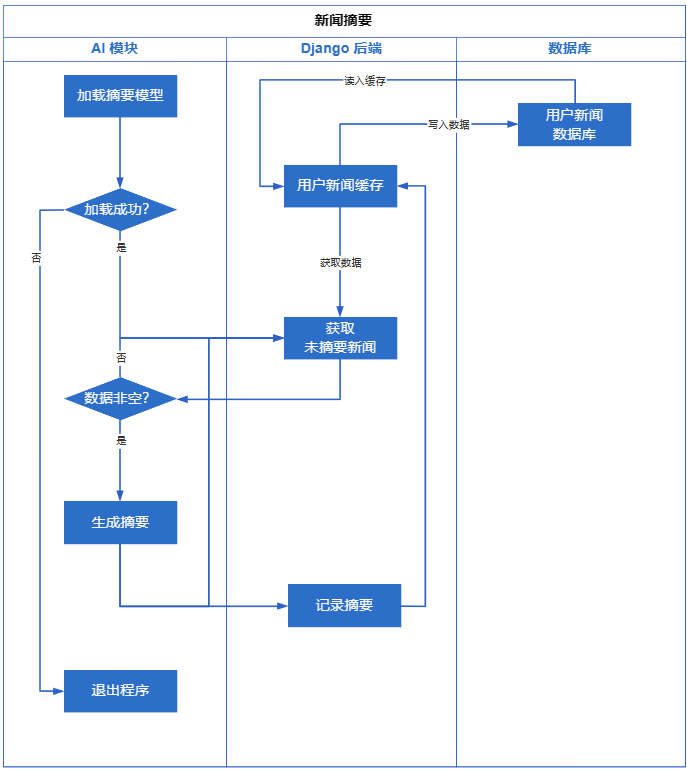 新闻摘要
AI 模块
Django 后端
数据库
加载摘要模型
读入缓存
用户新闻
数据库
写入数据
用户新闻缓存
加载成功?
是
否
获取数据
获取
未摘要新闻
否
数据非空?
是
生成摘要
记录摘要
退出程序